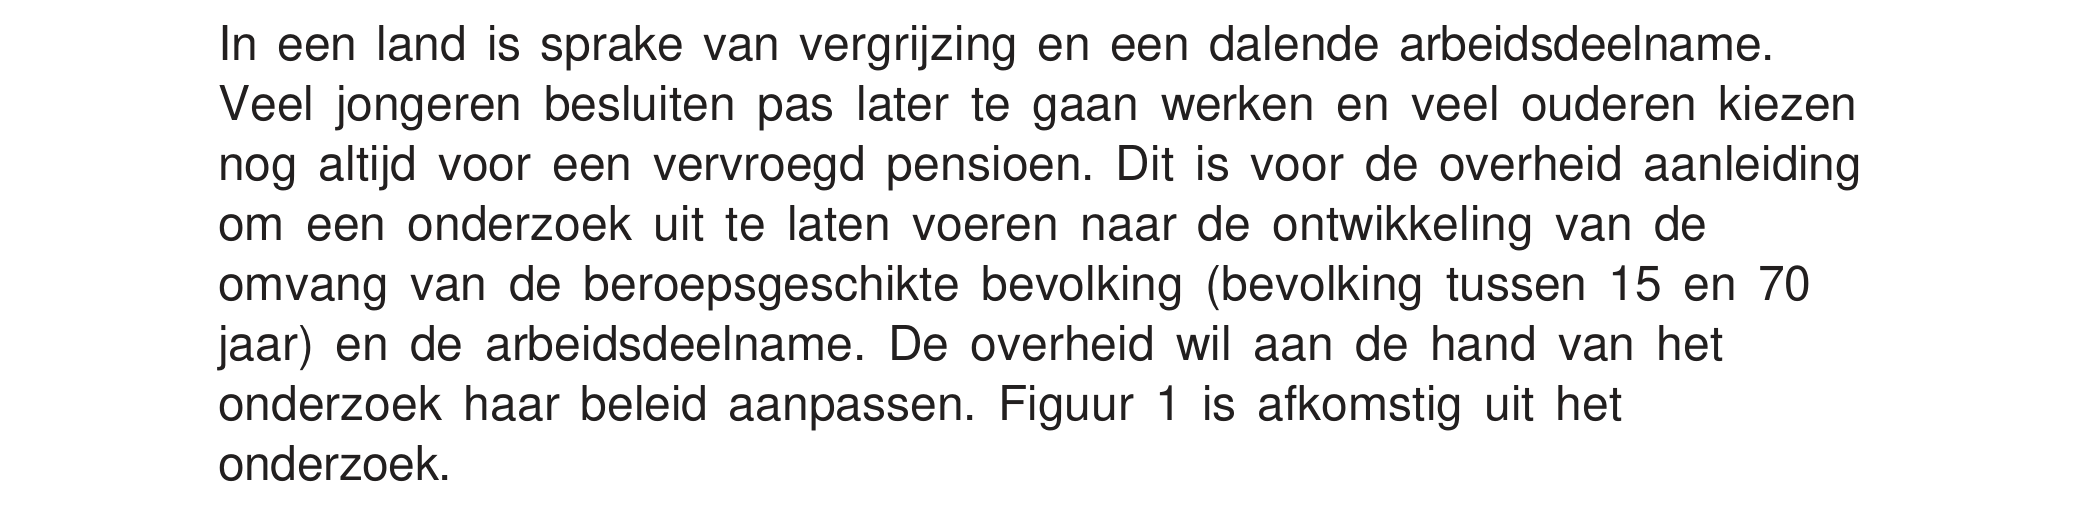 In een land is sprake van vergrijzing en een dalende arbeidsdeelname.
Veel jongeren besluiten pas later te gaan werken en veel ouderen kiezen
nog altijd voor een vervroegd pensioen. Dit is voor de overheid aanleiding
om een onderzoek uit te laten voeren naar de ontwikkeling van de
omvang van de beroepsgeschikte bevolking (bevolking tussen 15 en 70
jaar) en de arbeidsdeelname. De overheid wil aan de hand van het
onderzoek haar beleid aanpassen. Figuur 1 is afkomstig uit het
onderzoek.